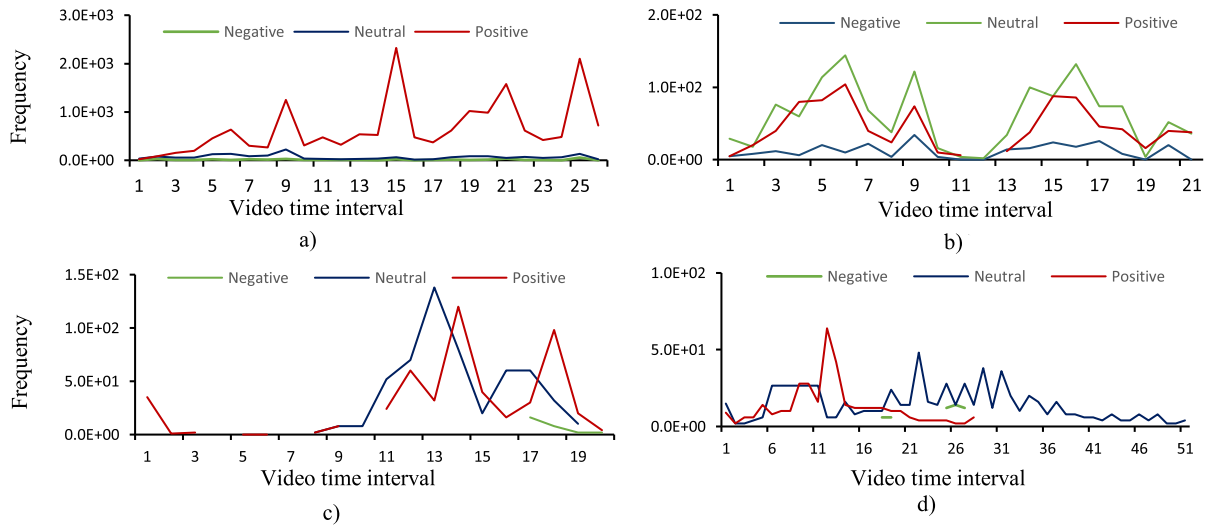 3.0E+03
2.0E+03
1.0E+03
0.0E+00
Frequency
Negative Neutral Positive
1 3 5 7 9 11 13 15 17 19 21 23 25
Video time interval
a)
2.0E+02
1.0E+02
0.0E+00
Negative Neutral Positive
1 3 5 7 9 11 13 15 17 19 21
Video time interval
b)
1.5E+02
1.0E+02
5.0E+01
0.0E+00
Frequency
Negative Neutral Positive
1 3 5 7 9 11 13 15 17 19
Video time interval
c)
1.0E+02
5.0E+01
0.0E+00
Negative Neutral Positive
1 6 11 16 21 26 31 36 41 46 51
Video time interval
d)